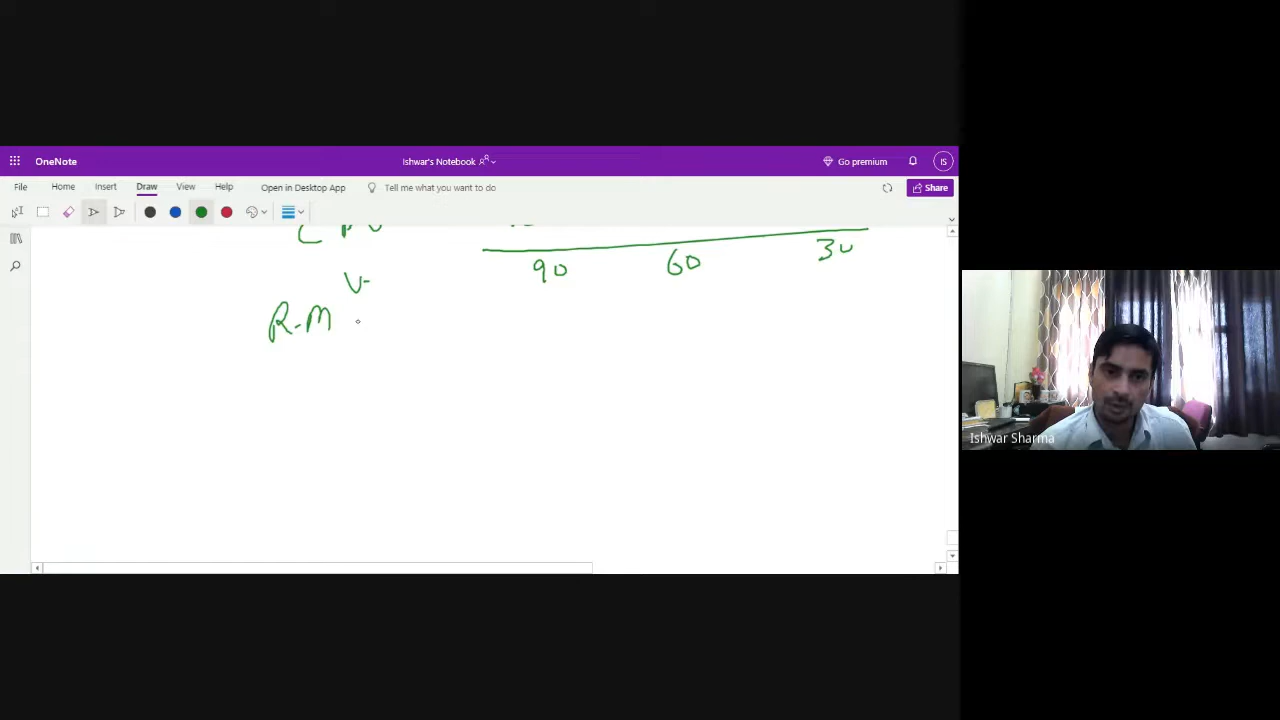 OneNote Ishwar's Notebook Go premium IS
File Home Insert Draw View Help Open in Desktop App Tell me what you want to do Share
90 60 30
V-
R-M
Ishwar Sharma